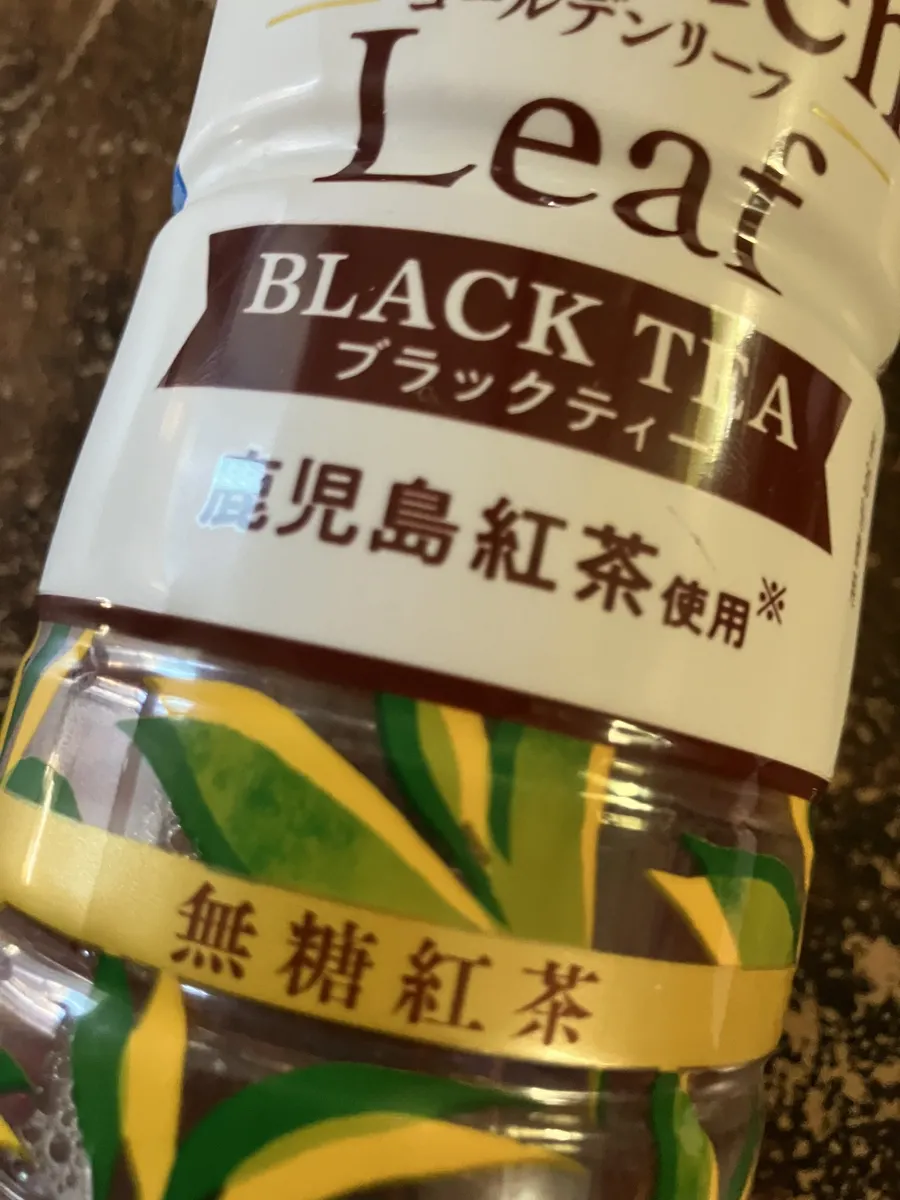 ゴールデンリーフ
Leaf
BLACK TEA
ブラックティー
鹿児島紅茶使用※
無糖紅茶